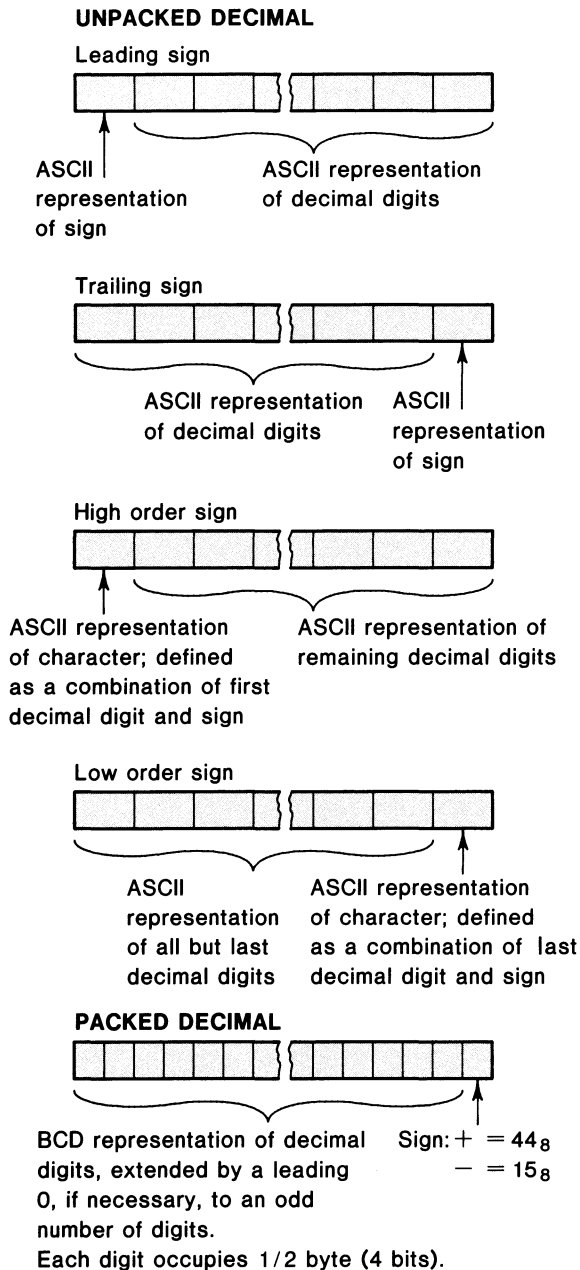 UNPACKED DECIMAL
Leading sign
ASCII
representation
of sign
ASCII representation
of decimal digits
Trailing sign
ASCII representation
of decimal digits
ASCII
representation
of sign
High order sign
ASCII representation
of character; defined
as a combination of first
decimal digit and sign
ASCII representation of
remaining decimal digits
Low order sign
ASCII
representation
of all but last
decimal digits
ASCII representation
of character; defined
as a combination of last
decimal digit and sign
PACKED DECIMAL
BCD representation of decimal
digits, extended by a leading
0, if necessary, to an odd
number of digits.
Each digit occupies 1/2 byte (4 bits).
Sign: + = 44₈
− = 15₈